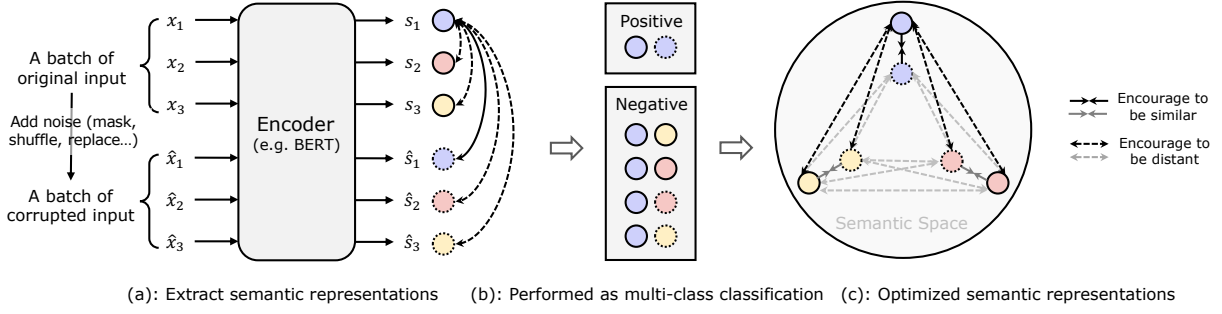 A batch of
original input
Add noise (mask,
shuffle, replace…)
A batch of
corrupted input
x₁
x₂
x₃
x̂₁
x̂₂
x̂₃
Encoder
(e.g. BERT)
s₁
s₂
s₃
ŝ₁
ŝ₂
ŝ₃
Positive
Negative
Semantic Space
Encourage to
be similar
Encourage to
be distant
(a): Extract semantic representations
(b): Performed as multi-class classification
(c): Optimized semantic representations